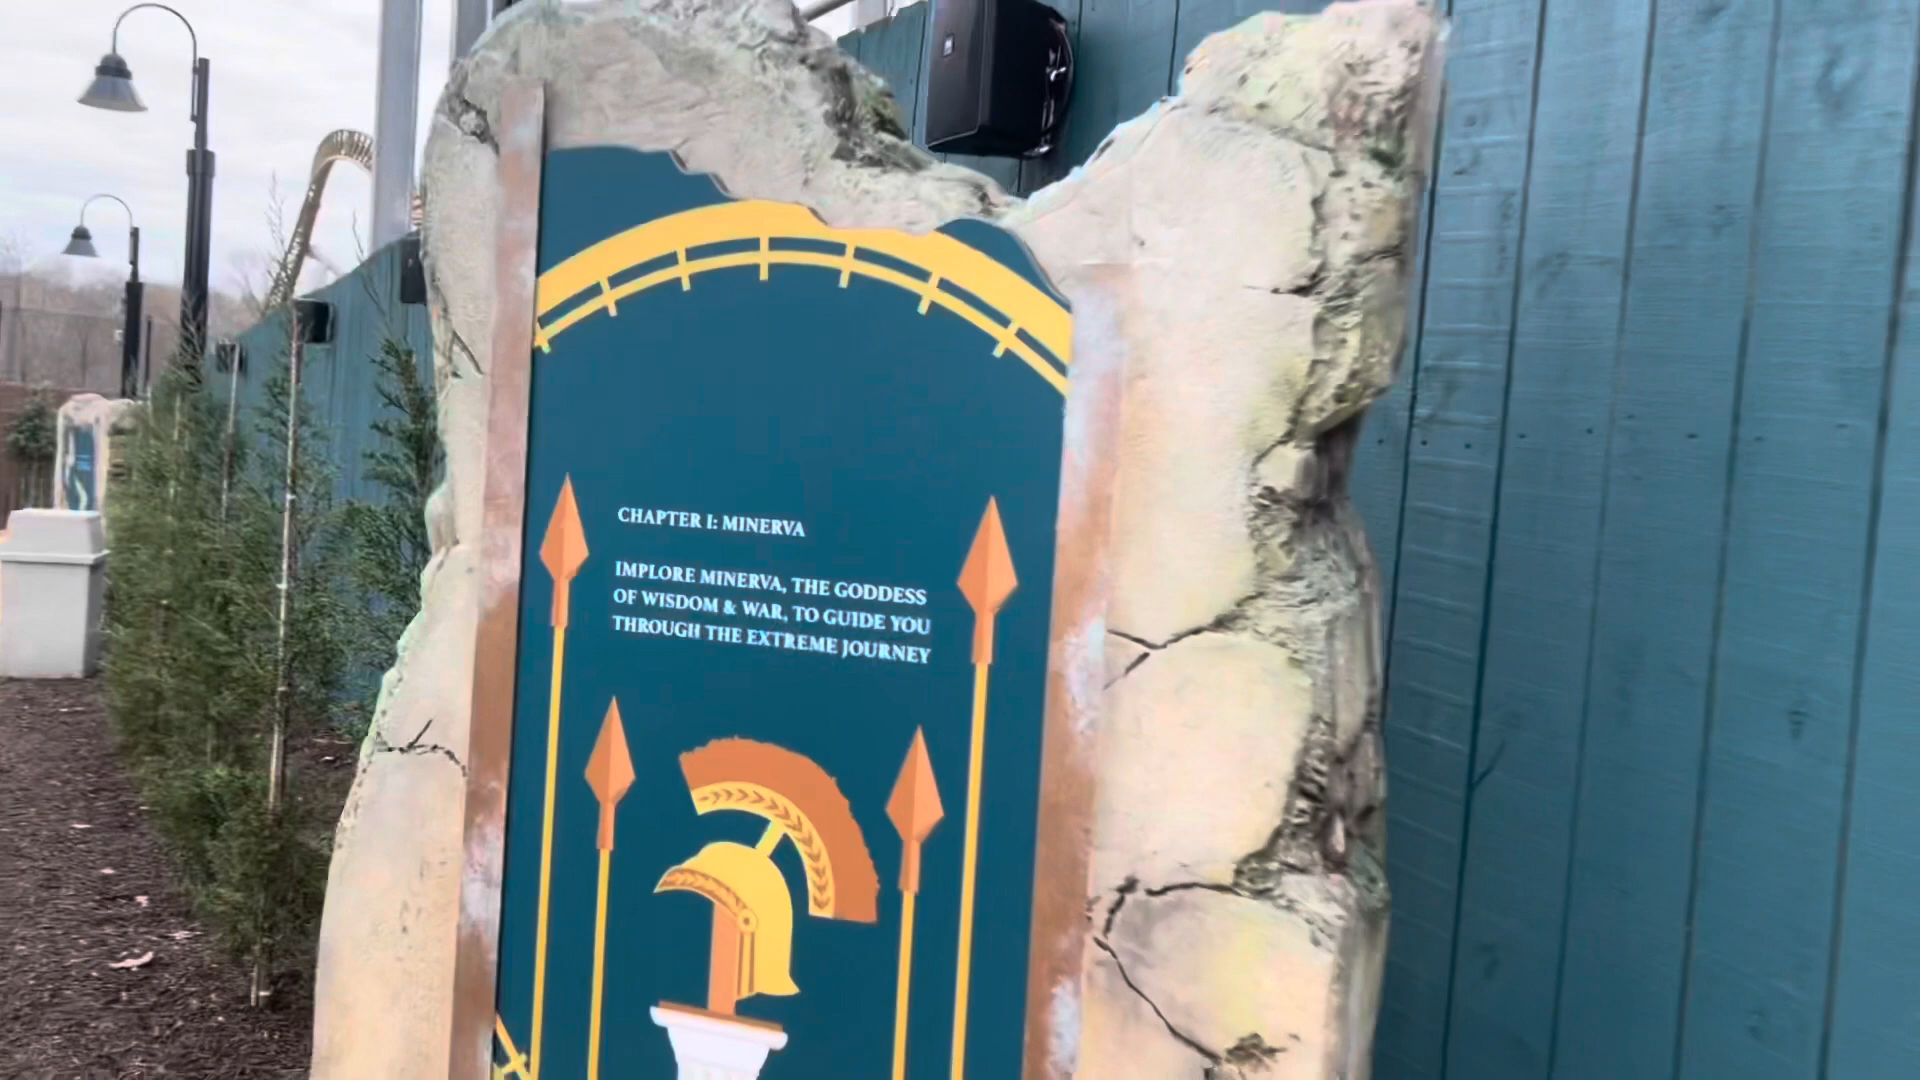 CHAPTER I: MINERVA
IMPLORE MINERVA, THE GODDESS
OF WISDOM & WAR, TO GUIDE YOU
THROUGH THE EXTREME JOURNEY